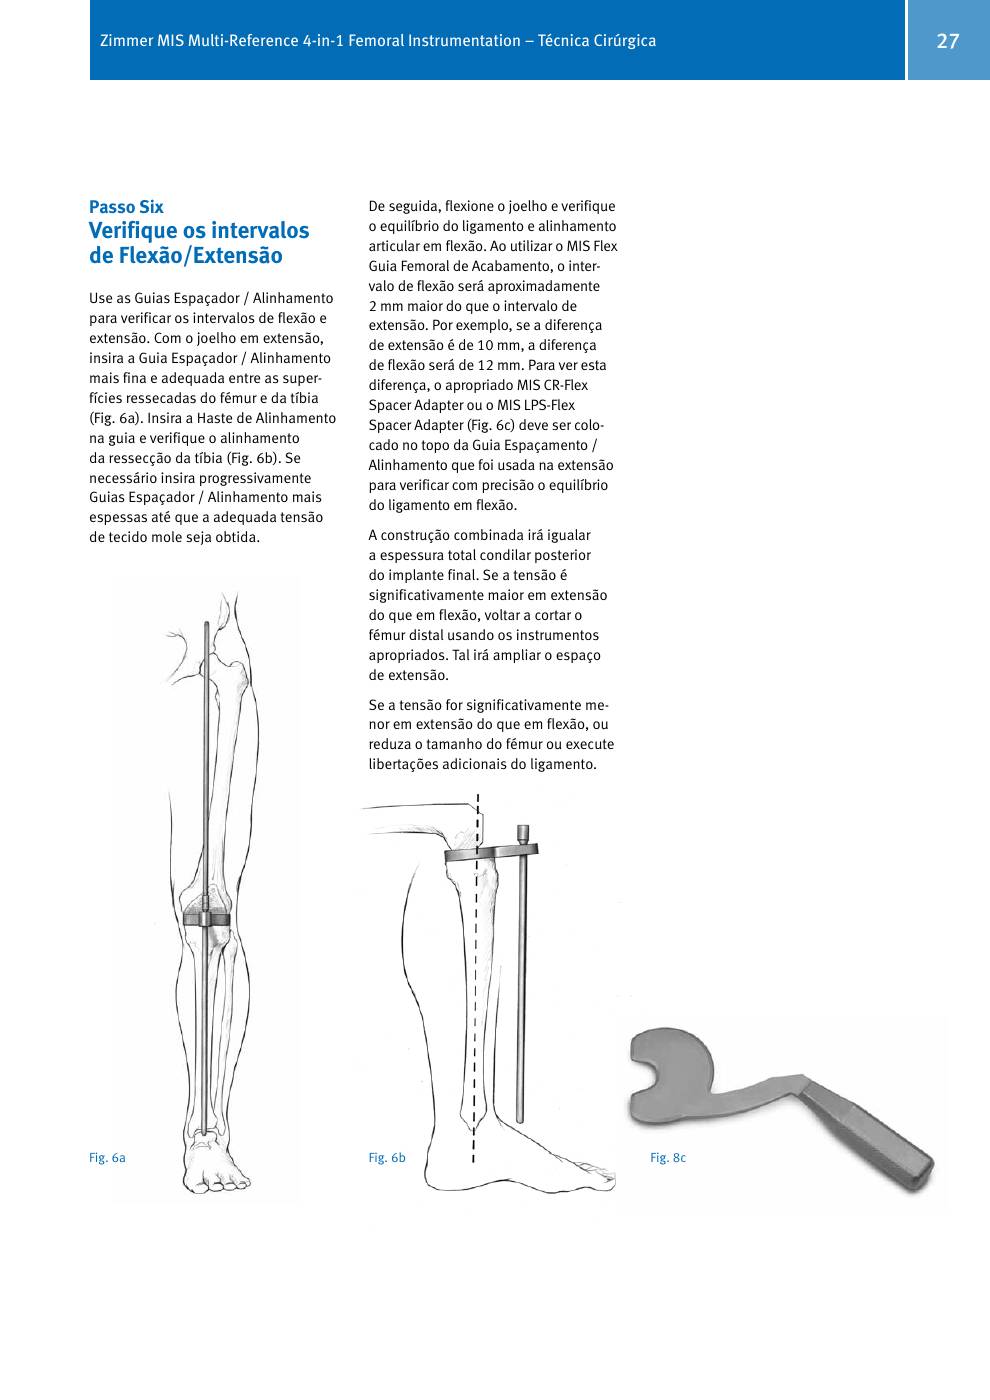 Zimmer MIS Multi-Reference 4-in-1 Femoral Instrumentation – Técnica Cirúrgica
27
Passo Six
Verifique os intervalos
de Flexão/Extensão
Use as Guias Espaçador / Alinhamento
para verificar os intervalos de flexão e
extensão. Com o joelho em extensão,
insira a Guia Espaçador / Alinhamento
mais fina e adequada entre as super-
fícies ressecadas do fémur e da tíbia
(Fig. 6a). Insira a Haste de Alinhamento
na guia e verifique o alinhamento
da ressecção da tíbia (Fig. 6b). Se
necessário insira progressivamente
Guias Espaçador / Alinhamento mais
espessas até que a adequada tensão
de tecido mole seja obtida.
De seguida, flexione o joelho e verifique
o equilíbrio do ligamento e alinhamento
articular em flexão. Ao utilizar o MIS Flex
Guia Femoral de Acabamento, o inter-
valo de flexão será aproximadamente
2 mm maior do que o intervalo de
extensão. Por exemplo, se a diferença
de extensão é de 10 mm, a diferença
de flexão será de 12 mm. Para ver esta
diferença, o apropriado MIS CR-Flex
Spacer Adapter ou o MIS LPS-Flex
Spacer Adapter (Fig. 6c) deve ser colo-
cado no topo da Guia Espaçamento /
Alinhamento que foi usada na extensão
para verificar com precisão o equilíbrio
do ligamento em flexão.
A construção combinada irá igualar
a espessura total condilar posterior
do implante final. Se a tensão é
significativamente maior em extensão
do que em flexão, voltar a cortar o
fémur distal usando os instrumentos
apropriados. Tal irá ampliar o espaço
de extensão.
Se a tensão for significativamente me-
nor em extensão do que em flexão, ou
reduza o tamanho do fémur ou execute
libertações adicionais do ligamento.
Fig. 6a
Fig. 6b
Fig. 8c